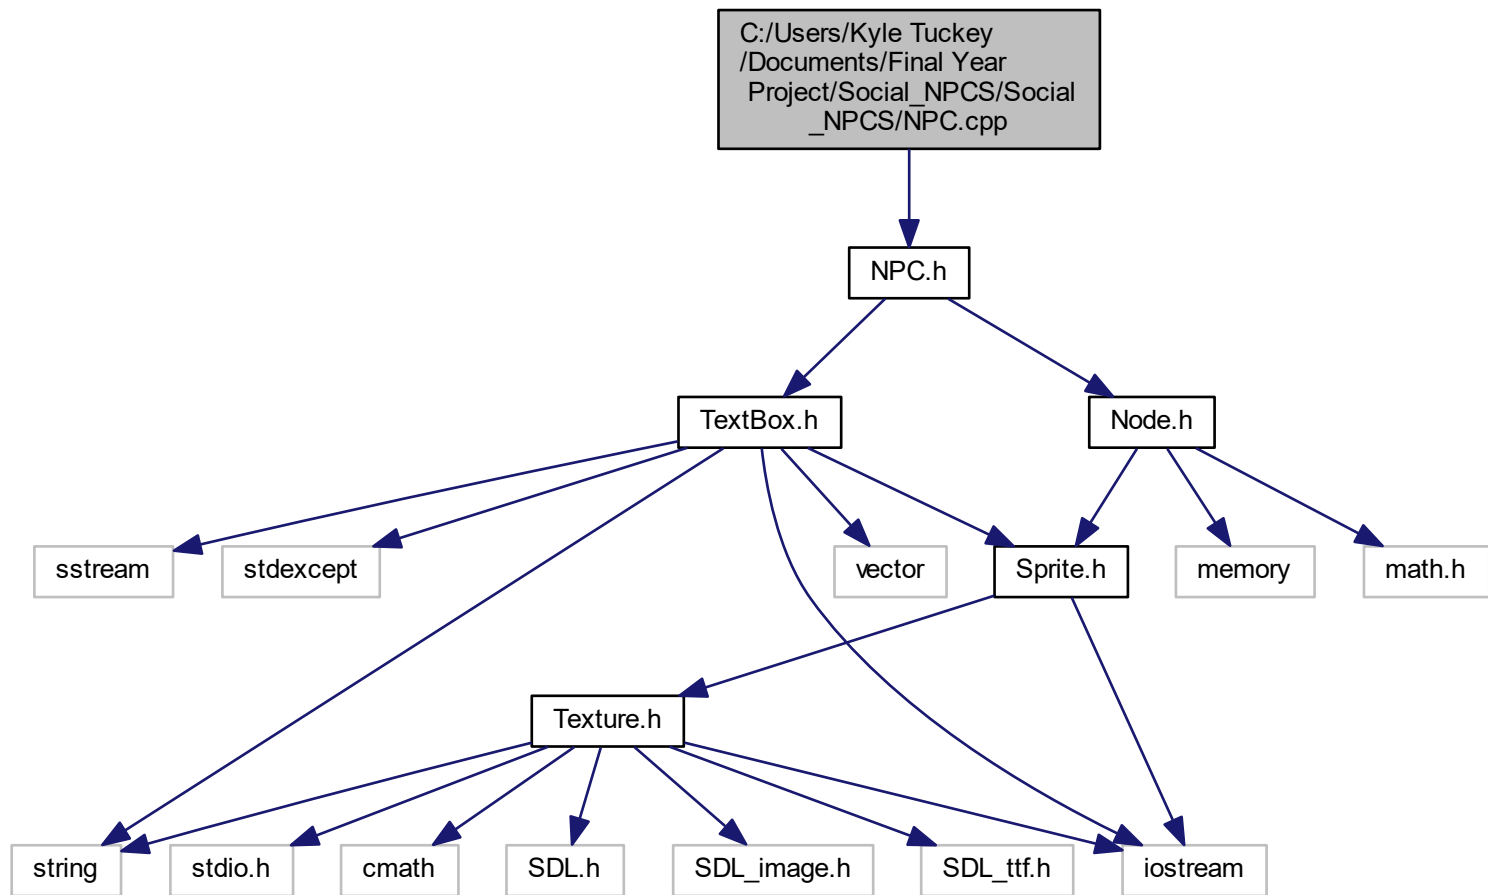 C:/Users/Kyle Tuckey
/Documents/Final Year
Project/Social_NPCS/Social
_NPCS/NPC.cpp
NPC.h
TextBox.h
Node.h
sstream
stdexcept
vector
Sprite.h
memory
math.h
Texture.h
string
stdio.h
cmath
SDL.h
SDL_image.h
SDL_ttf.h
iostream